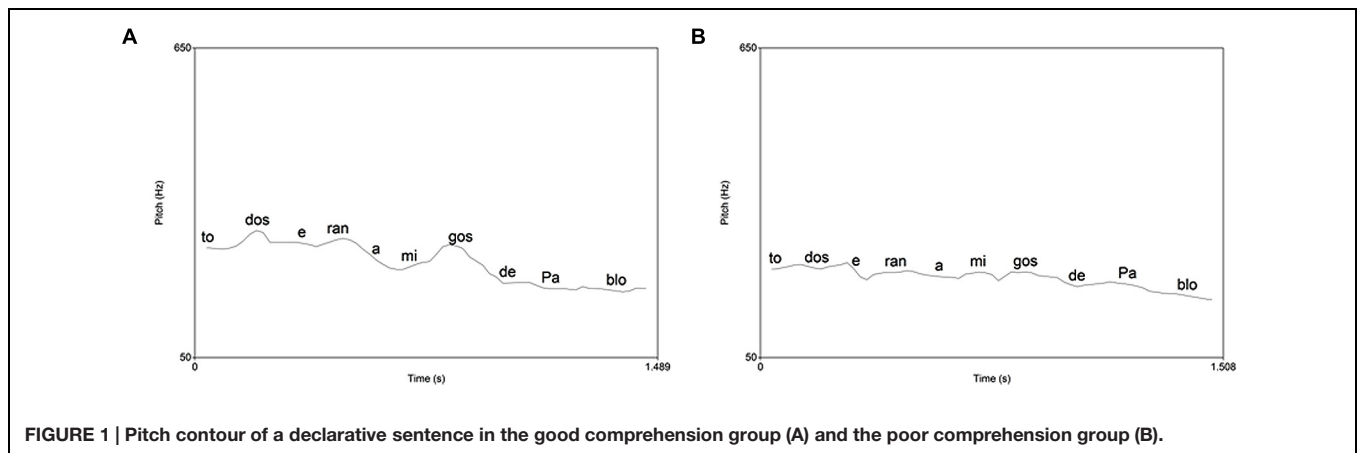 A
650
Pitch (Hz)
to dos e ran a mi gos de Pa blo
50
0 1.489
Time (s)
B
650
Pitch (Hz)
to dos e ran a mi gos de Pa blo
50
0 1.508
Time (s)
FIGURE 1 | Pitch contour of a declarative sentence in the good comprehension group (A) and the poor comprehension group (B).